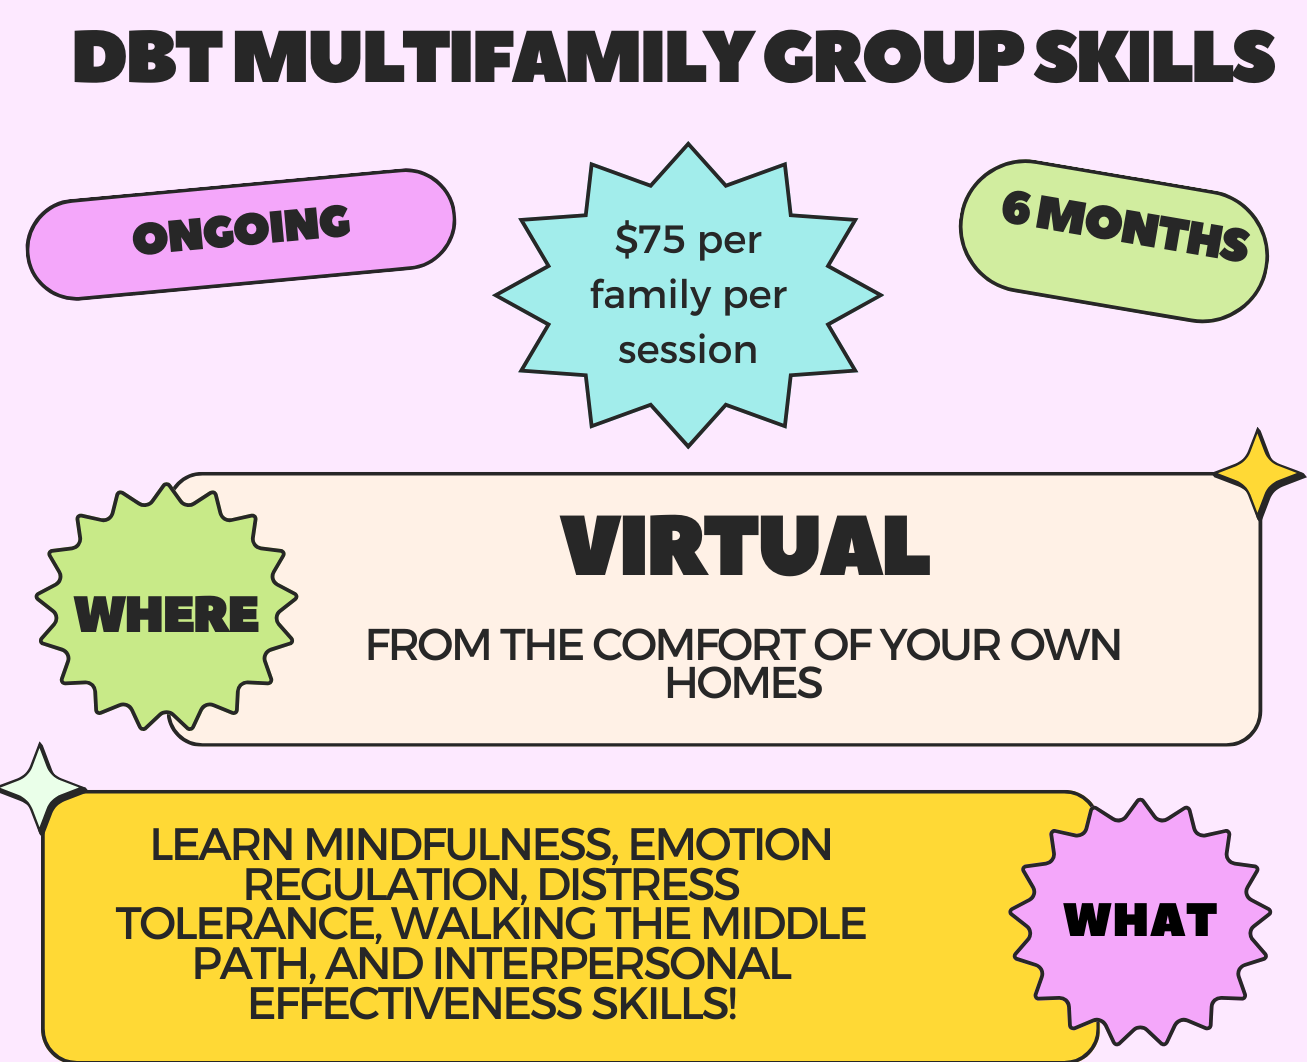 DBT MULTIFAMILY GROUP SKILLS
ONGOING
$75 per
family per
session
6 MONTHS
WHERE
VIRTUAL
FROM THE COMFORT OF YOUR OWN
HOMES
LEARN MINDFULNESS, EMOTION
REGULATION, DISTRESS
TOLERANCE, WALKING THE MIDDLE
PATH, AND INTERPERSONAL
EFFECTIVENESS SKILLS!
WHAT